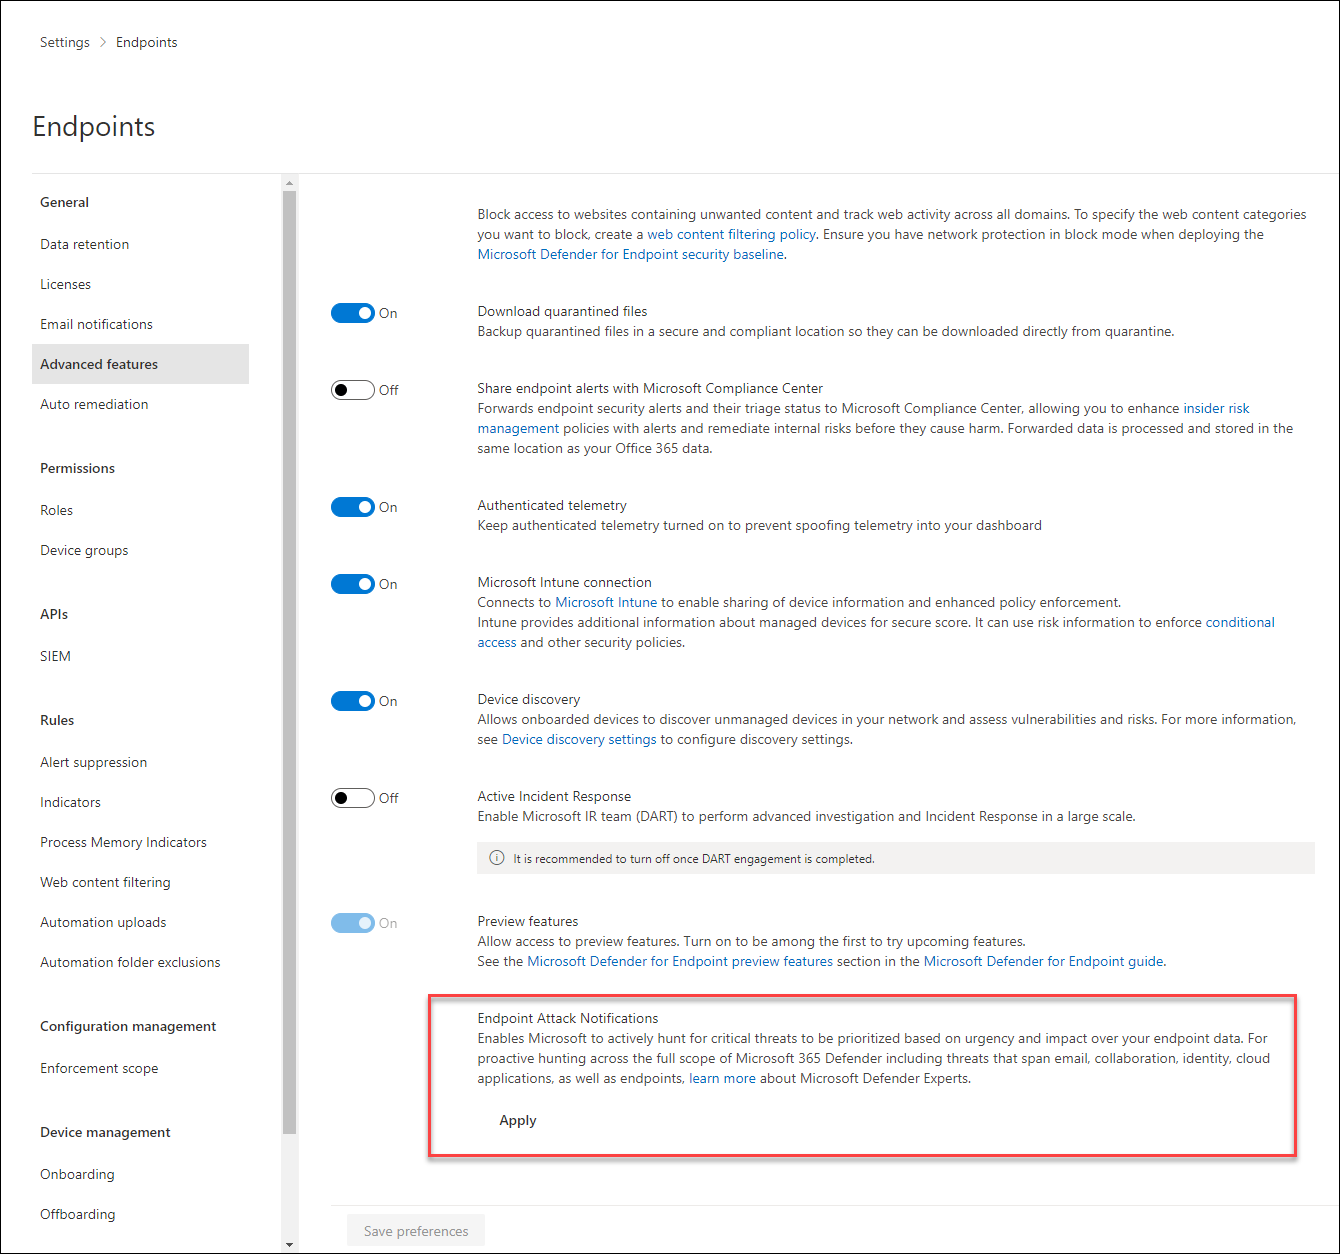 Settings > Endpoints
Endpoints
General
Data retention
Licenses
Email notifications
Advanced features
Auto remediation
Permissions
Roles
Device groups
APIs
SIEM
Rules
Alert suppression
Indicators
Process Memory Indicators
Web content filtering
Automation uploads
Automation folder exclusions
Configuration management
Enforcement scope
Device management
Onboarding
Offboarding
Block access to websites containing unwanted content and track web activity across all domains. To specify the web content categories
you want to block, create a web content filtering policy. Ensure you have network protection in block mode when deploying the
Microsoft Defender for Endpoint security baseline.
On
Download quarantined files
Backup quarantined files in a secure and compliant location so they can be downloaded directly from quarantine.
Off
Share endpoint alerts with Microsoft Compliance Center
Forwards endpoint security alerts and their triage status to Microsoft Compliance Center, allowing you to enhance insider risk
management policies with alerts and remediate internal risks before they cause harm. Forwarded data is processed and stored in the
same location as your Office 365 data.
On
Authenticated telemetry
Keep authenticated telemetry turned on to prevent spoofing telemetry into your dashboard
On
Microsoft Intune connection
Connects to Microsoft Intune to enable sharing of device information and enhanced policy enforcement.
Intune provides additional information about managed devices for secure score. It can use risk information to enforce conditional
access and other security policies.
On
Device discovery
Allows onboarded devices to discover unmanaged devices in your network and assess vulnerabilities and risks. For more information,
see Device discovery settings to configure discovery settings.
Off
Active Incident Response
Enable Microsoft IR team (DART) to perform advanced investigation and Incident Response in a large scale.
It is recommended to turn off once DART engagement is completed.
On
Preview features
Allow access to preview features. Turn on to be among the first to try upcoming features.
See the Microsoft Defender for Endpoint preview features section in the Microsoft Defender for Endpoint guide.
Endpoint Attack Notifications
Enables Microsoft to actively hunt for critical threats to be prioritized based on urgency and impact over your endpoint data. For
proactive hunting across the full scope of Microsoft 365 Defender including threats that span email, collaboration, identity, cloud
applications, as well as endpoints, learn more about Microsoft Defender Experts.
Apply
Save preferences